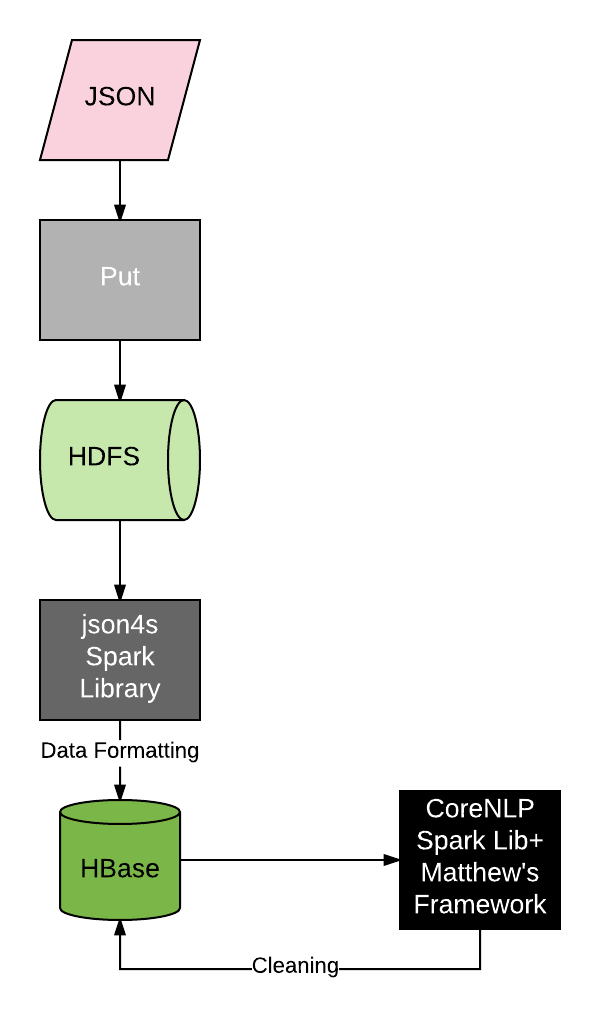 JSON
Put
HDFS
json4s
Spark
Library
Data Formatting
HBase
CoreNLP
Spark Lib+
Matthew's
Framework
Cleaning